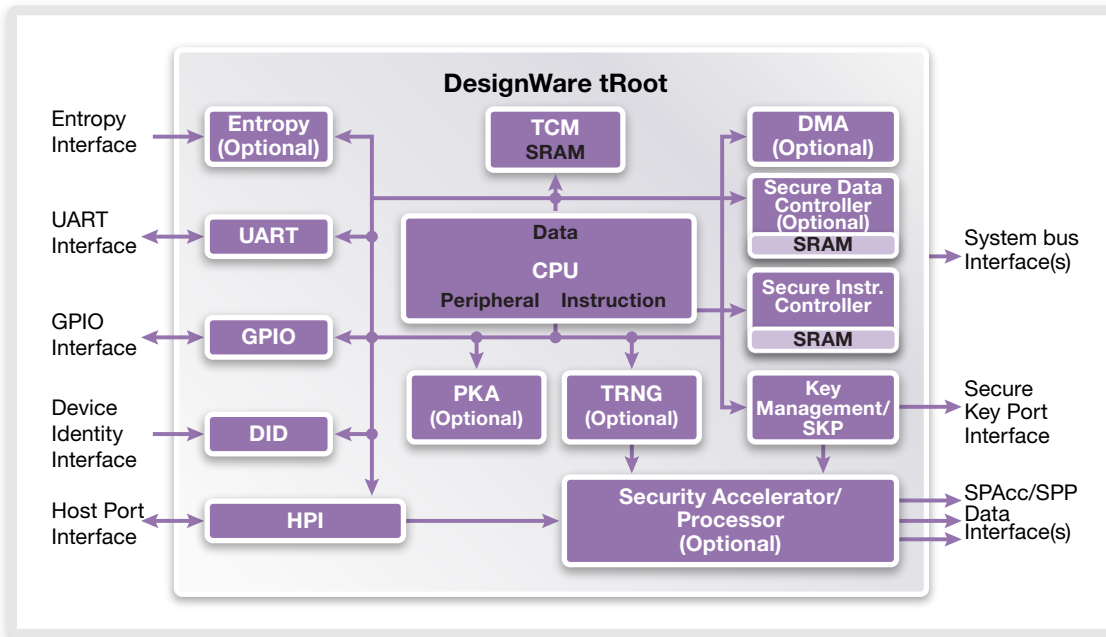 DesignWare tRoot
Entropy
Interface
Entropy
(Optional)
TCM
SRAM
DMA
(Optional)
UART
Interface
UART
Data
CPU
Peripheral Instruction
Secure Data
Controller
(Optional)
SRAM
System bus
Interface(s)
Secure Instr.
Controller
SRAM
GPIO
Interface
GPIO
PKA
(Optional)
TRNG
(Optional)
Key
Management/
SKP
Secure
Key Port
Interface
Device
Identity
Interface
DID
Host Port
Interface
HPI
Security Accelerator/
Processor
(Optional)
SPAcc/SPP
Data
Interface(s)